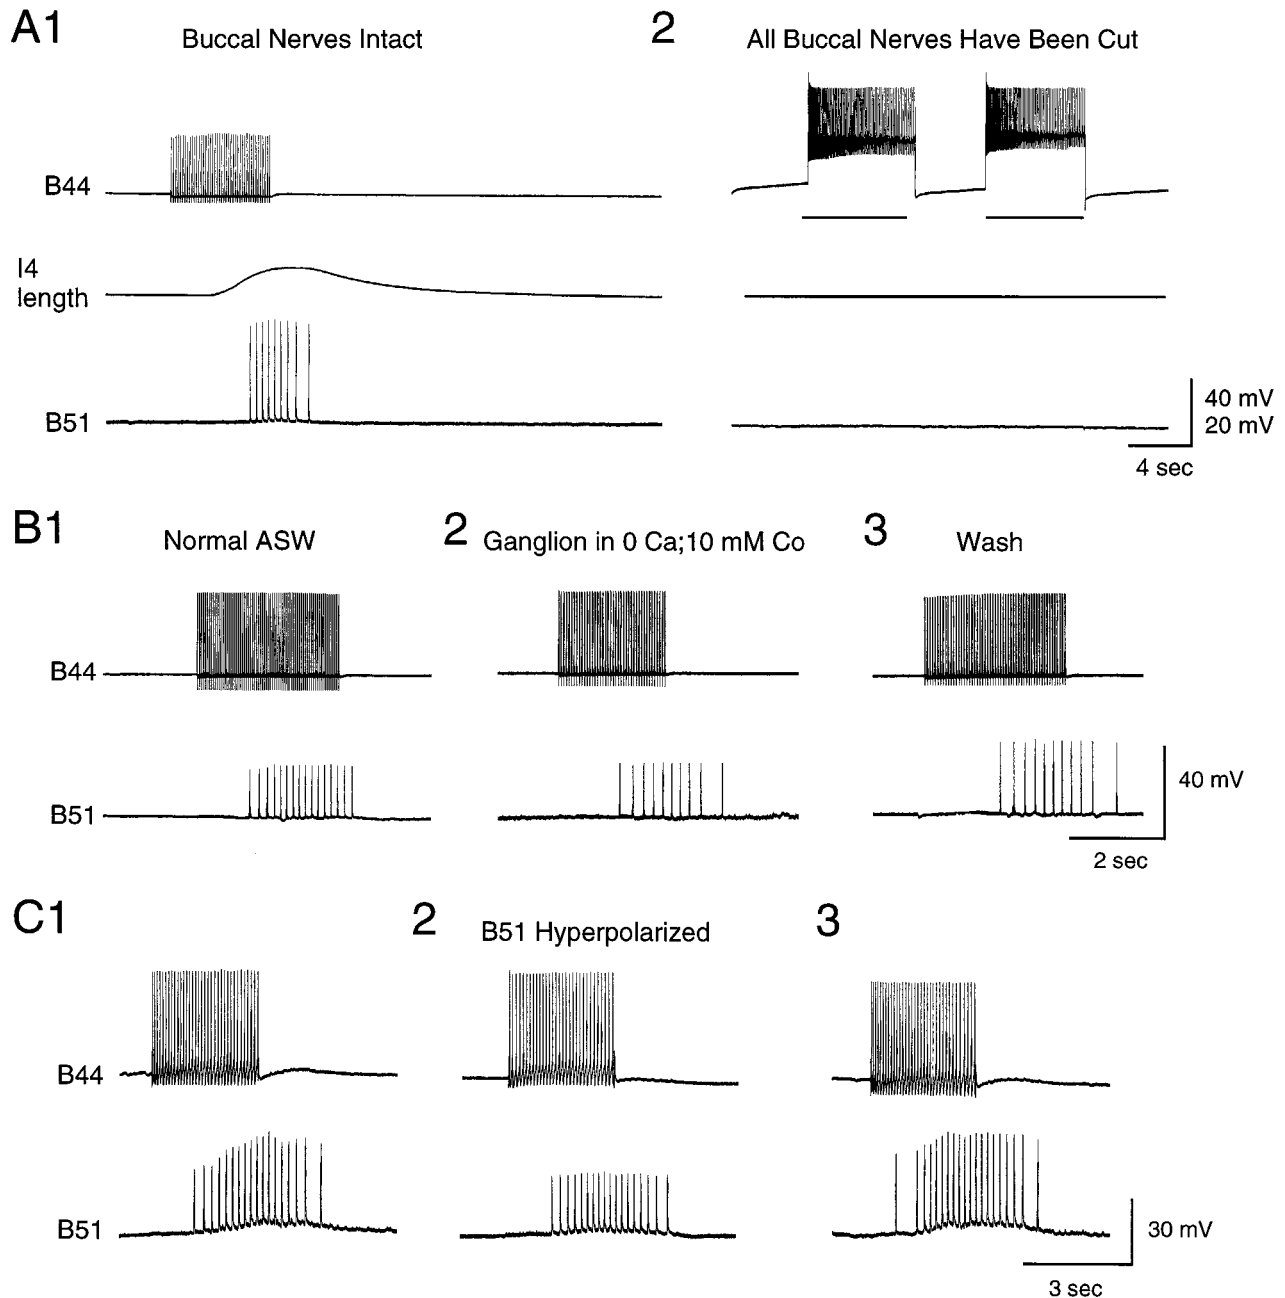 A1
Buccal Nerves Intact
2
All Buccal Nerves Have Been Cut
B44
I4
length
B51
40 mV
20 mV
4 sec
B1
Normal ASW
2
Ganglion in 0 Ca;10 mM Co
3
Wash
B44
B51
40 mV
2 sec
C1
2
B51 Hyperpolarized
3
B44
B51
30 mV
3 sec